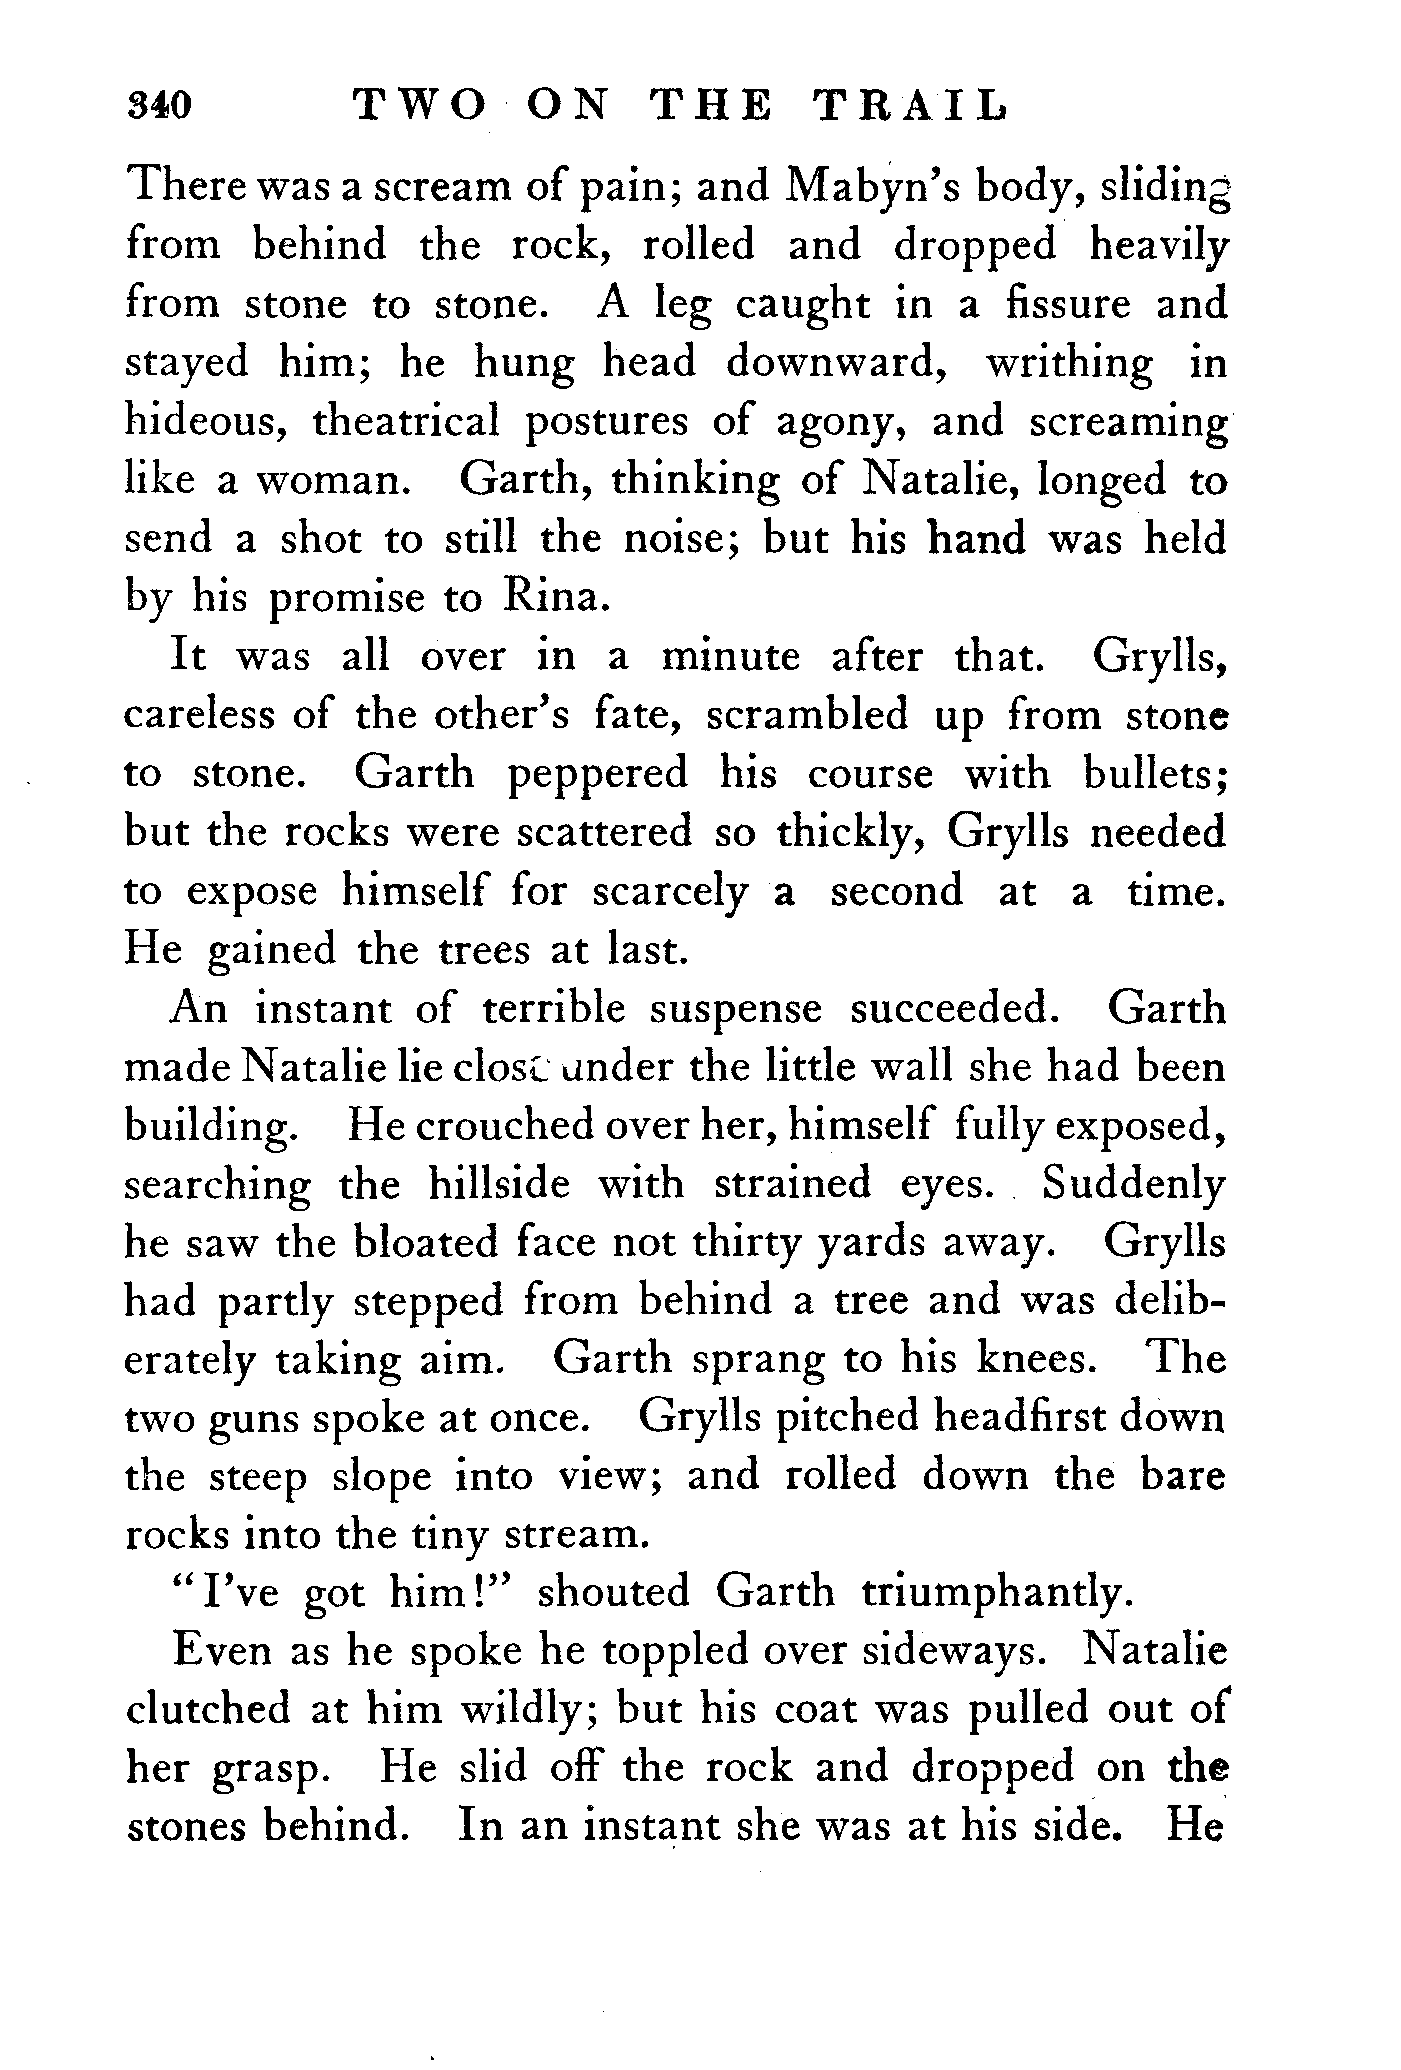 340 TWO ON THE TRAIL
There was a scream of pain; and Mabyn's body, sliding
from behind the rock, rolled and dropped heavily
from stone to stone. A leg caught in a fissure and
stayed him; he hung head downward, writhing in
hideous, theatrical postures of agony, and screaming
like a woman. Garth, thinking of Natalie, longed to
send a shot to still the noise; but his hand was held
by his promise to Rina.
It was all over in a minute after that. Grylls,
careless of the other's fate, scrambled up from stone
to stone. Garth peppered his course with bullets;
but the rocks were scattered so thickly, Grylls needed
to expose himself for scarcely a second at a time.
He gained the trees at last.
An instant of terrible suspense succeeded. Garth
made Natalie lie close under the little wall she had been
building. He crouched over her, himself fully exposed,
searching the hillside with strained eyes. Suddenly
he saw the bloated face not thirty yards away. Grylls
had partly stepped from behind a tree and was delib-
erately taking aim. Garth sprang to his knees. The
two guns spoke at once. Grylls pitched headfirst down
the steep slope into view; and rolled down the bare
rocks into the tiny stream.
"I've got him!" shouted Garth triumphantly.
Even as he spoke he toppled over sideways. Natalie
clutched at him wildly; but his coat was pulled out of
her grasp. He slid off the rock and dropped on the
stones behind. In an instant she was at his side. He